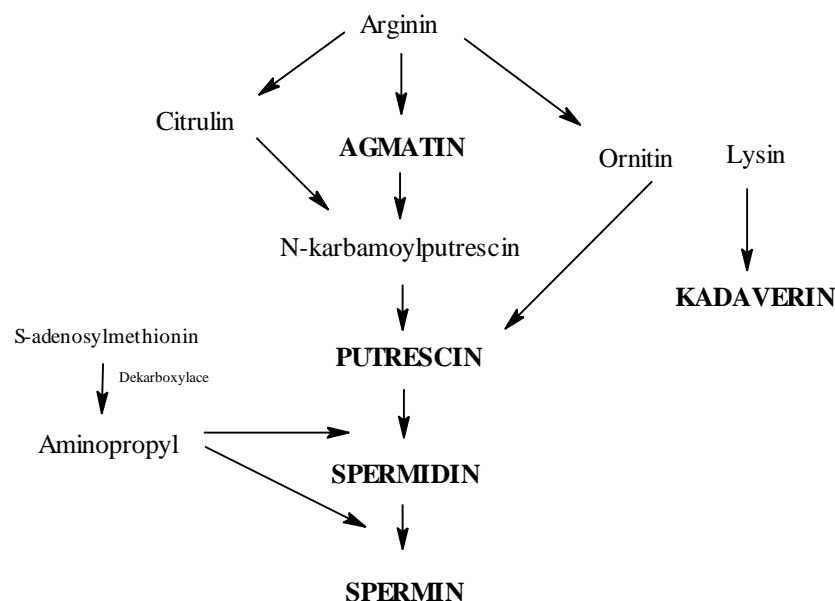 Arginin
Citrulin
AGMATIN
Ornitin
Lysin
N-karbamoylputrescin
KADAVERIN
S-adenosylmethionin
PUTRESCIN
Dekarboxylace
Aminopropyl
SPERMIDIN
SPERMIN